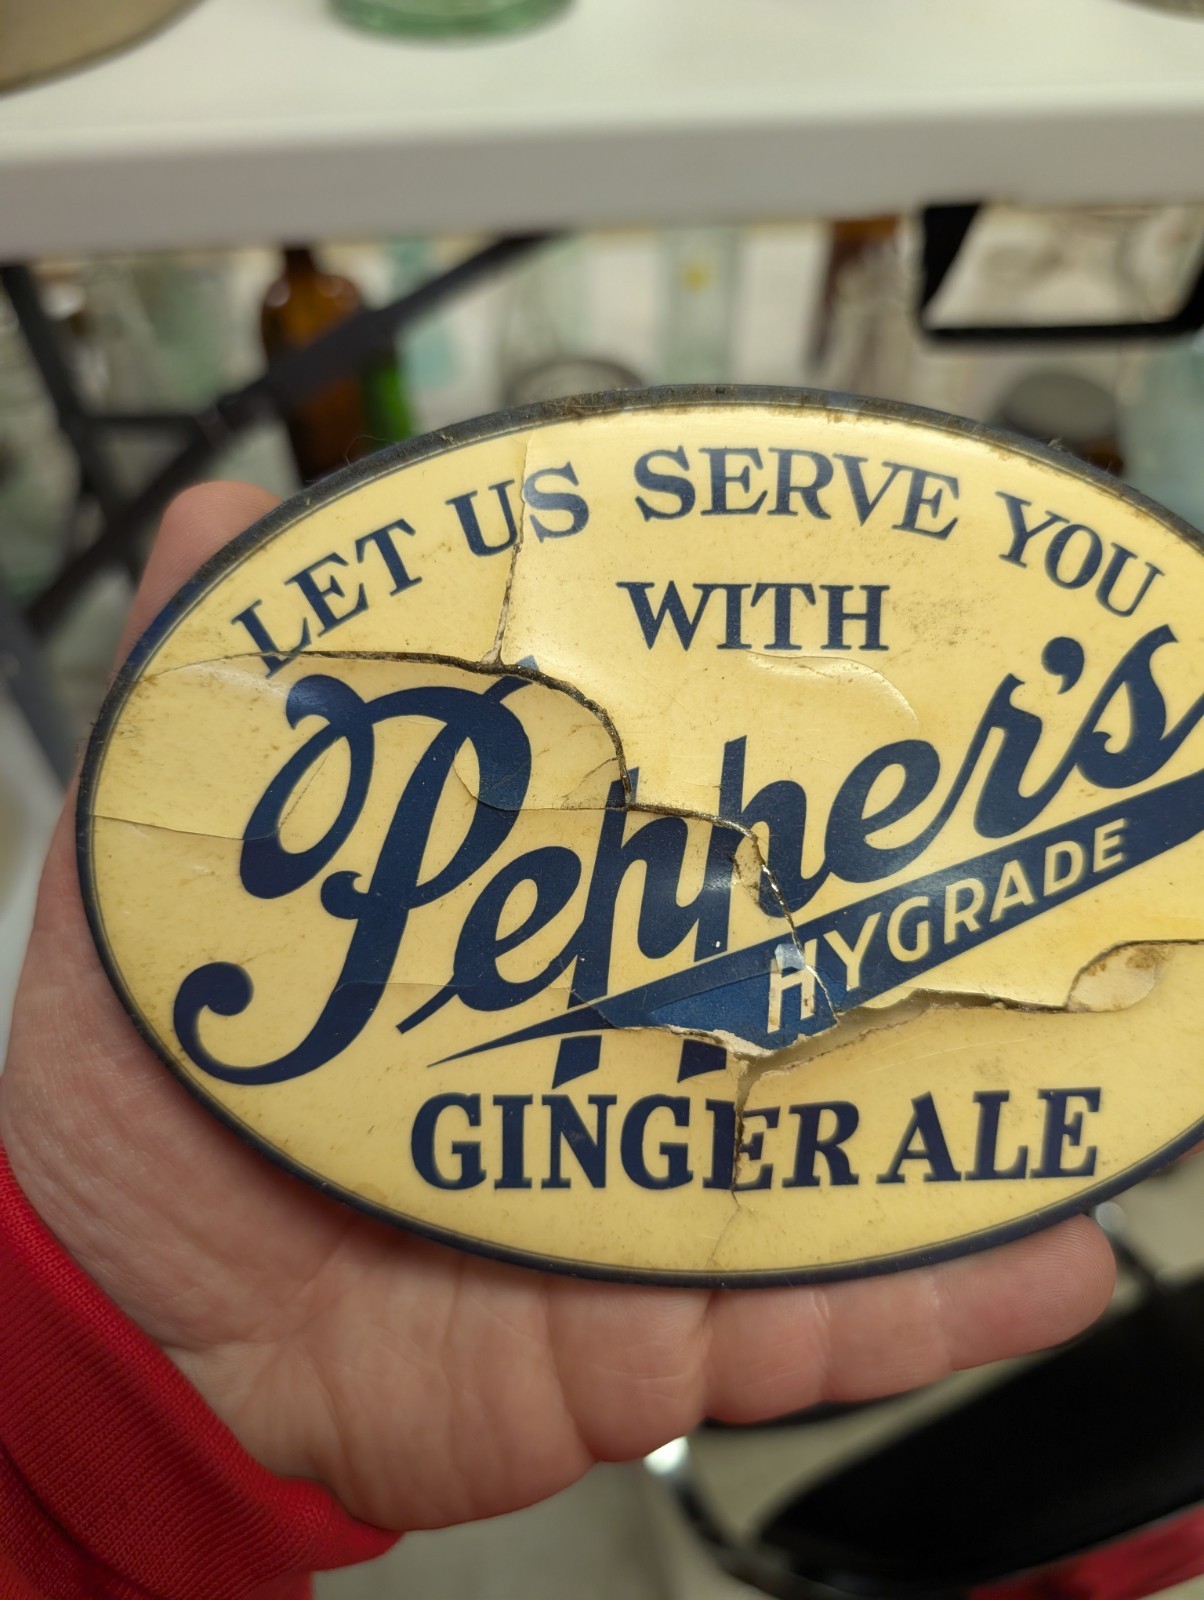 LET US SERVE YOU
WITH
Pepper's
HYGRADE
GINGER ALE